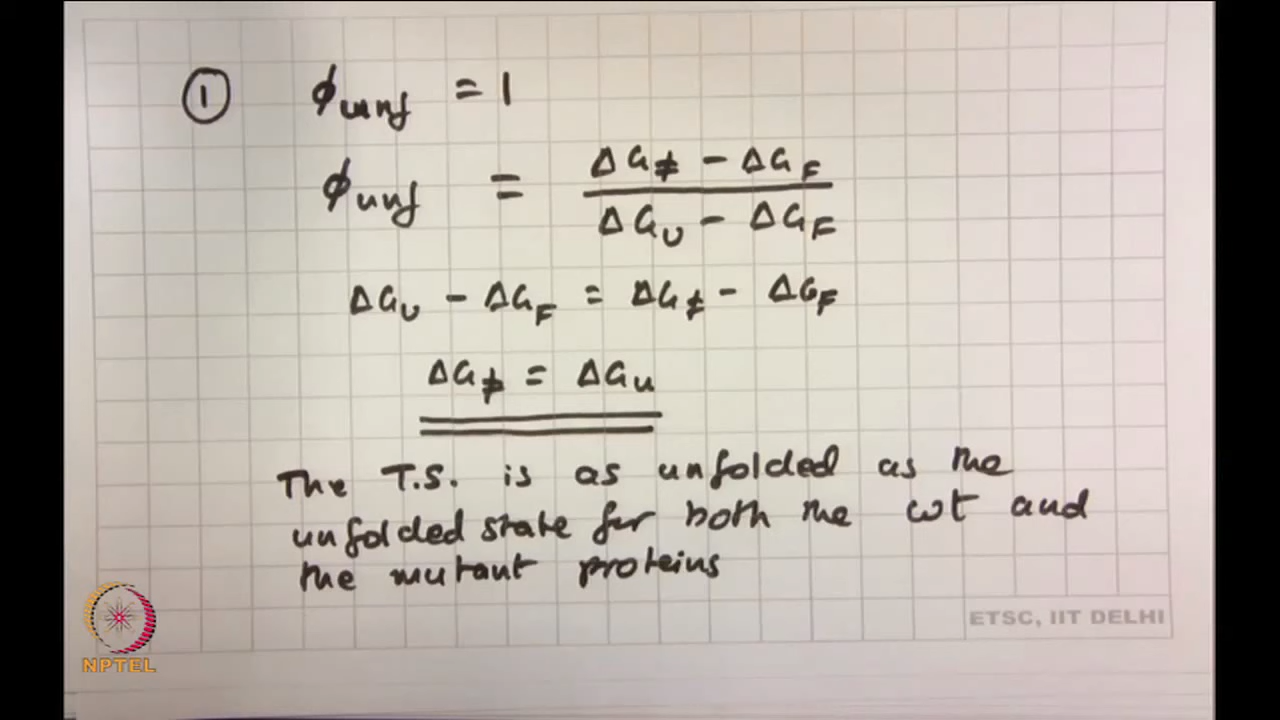 ① ϕunf = 1
ϕunf = ΔG≠ - ΔGF
ΔGU - ΔGF
ΔGU - ΔGF = ΔG≠ - ΔGF
ΔG≠ = ΔGU
The T.S. is as unfolded as the
unfolded state for both the wt and
the mutant proteins
ETSC, IIT DELHI
NPTEL